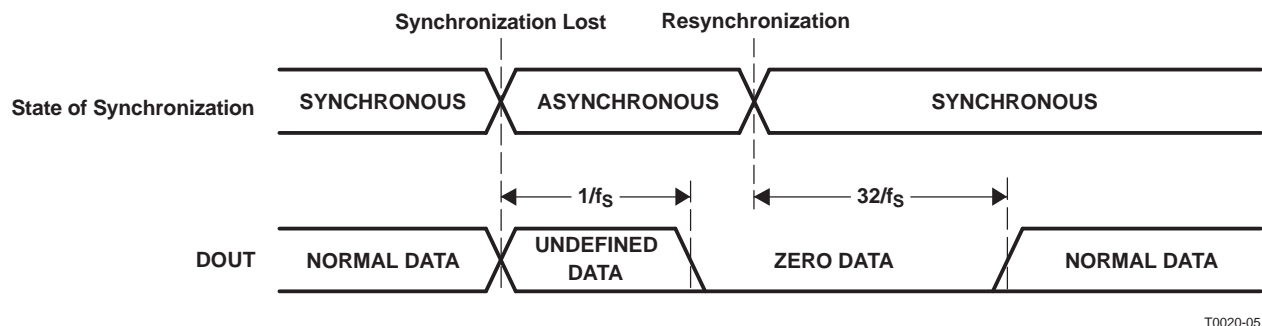 Synchronization Lost
Resynchronization
State of Synchronization
SYNCHRONOUS
ASYNCHRONOUS
SYNCHRONOUS
1/fS
32/fS
DOUT
NORMAL DATA
UNDEFINED
DATA
ZERO DATA
NORMAL DATA
T0020-05